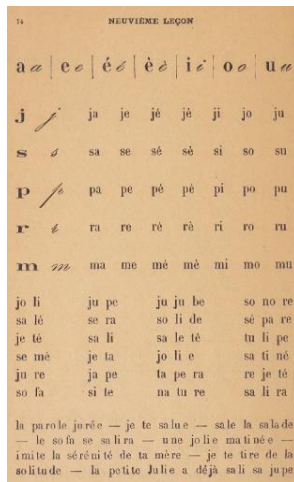 14 NEUVIÈME LEÇON
a a | e e | é é | è è | i i | o o | u u
j j ja je jé jè ji jo ju
s s sa se sé sè si so su
p p pa pe pé pè pi po pu
r r ra re ré rè ri ro ru
m m ma me mé mè mi mo mu
jo li ju pe ju ju be so no re
sa lé se ra so li de sé pa re
je té sa li sa le té tu li pe
se mé je ta jo li e sa ti né
ju re ja pe ta pe ra re je té
so fa si te na tu re sa li ra
la parole jurée — je te salue — sale la salade
— le sofa se salira — une jolie matinée —
imite la sérénité de ta mère — je te tire de la
solitude — la petite Julie a déjà sali sa jupe